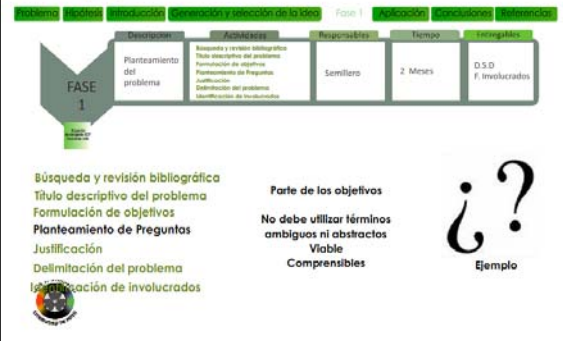 Problema Hipótesis Introducción Generación y selección de la idea Fase 1 Aplicación Conclusiones Referencias
Descripción Actividades Responsables Tiempo Entregables
FASE
1
Planteamiento
del
problema
Búsqueda y revisión bibliográfica
Título descriptivo del problema
Formulación de objetivos
Planteamiento de Preguntas
Justificación
Delimitación del problema
Identificación de involucrados
Semillero
2 Meses
D.S.D
F. Involucrados
Búsqueda y revisión bibliográfica
Título descriptivo del problema
Formulación de objetivos
Planteamiento de Preguntas
Justificación
Delimitación del problema
Identificación de involucrados
Parte de los objetivos
No debe utilizar términos
ambiguos ni abstractos
Viable
Comprensibles
¿?
Ejemplo